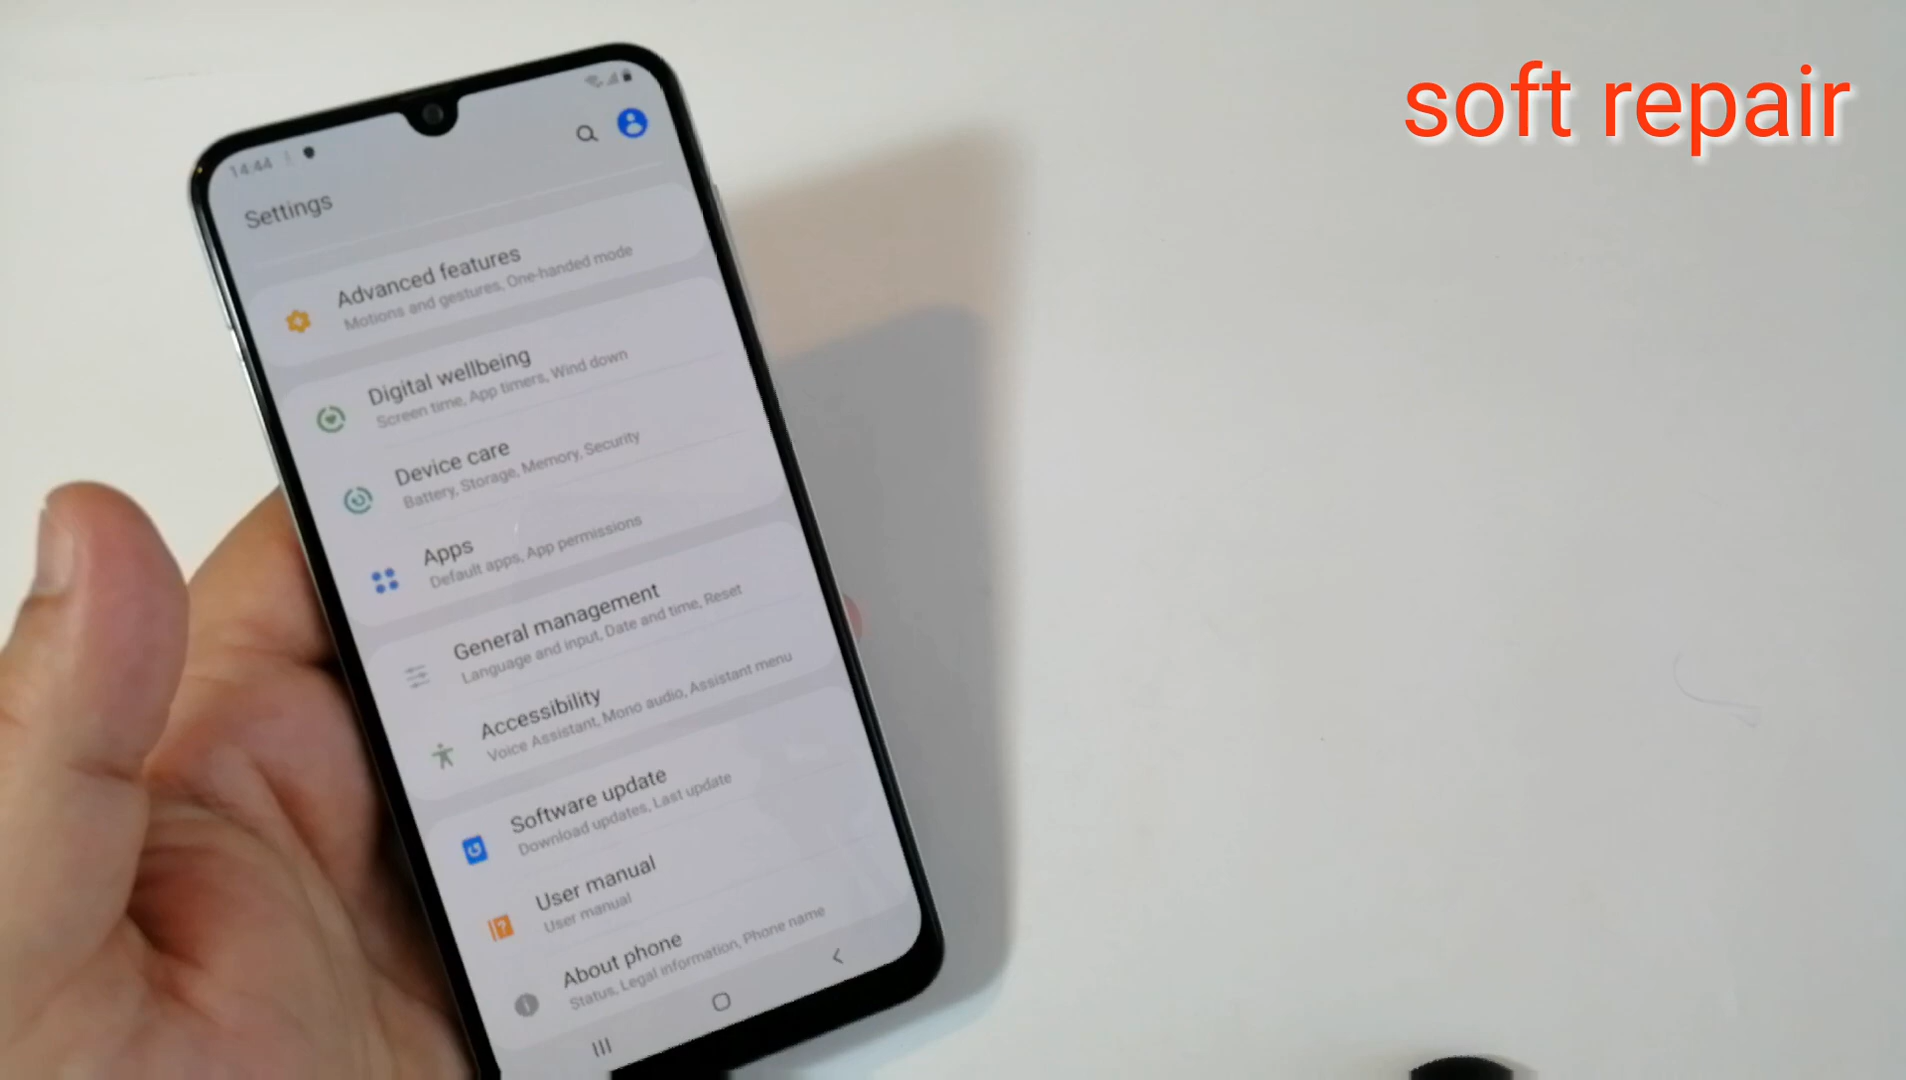 soft repair
14:44
Settings
Advanced features
Motions and gestures, One-handed mode
Digital wellbeing
Screen time, App timers, Wind down
Device care
Battery, Storage, Memory, Security
Apps
Default apps, App permissions
General management
Language and input, Date and time, Reset
Accessibility
Voice Assistant, Mono audio, Assistant menu
Software update
Download updates, Last update
User manual
User manual
About phone
Status, Legal information, Phone name